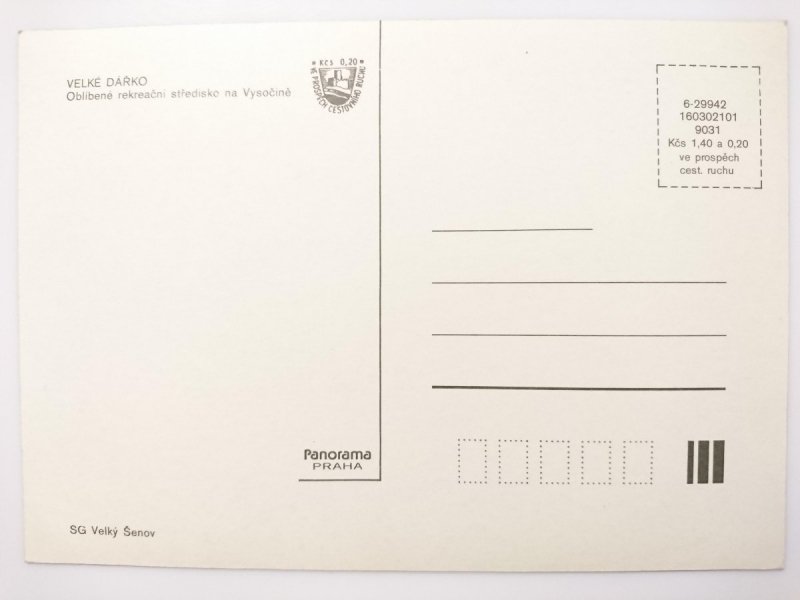 VELKÉ DÁŘKO
Oblíbené rekreační středisko na Vysočině
Kčs 0,20
VE PROSPĚCH CESTOVNÍHO RUCHU
6-29942
160302101
9031
Kčs 1,40 a 0,20
ve prospěch
cest. ruchu
Panorama
PRAHA
SG Velký Šenov